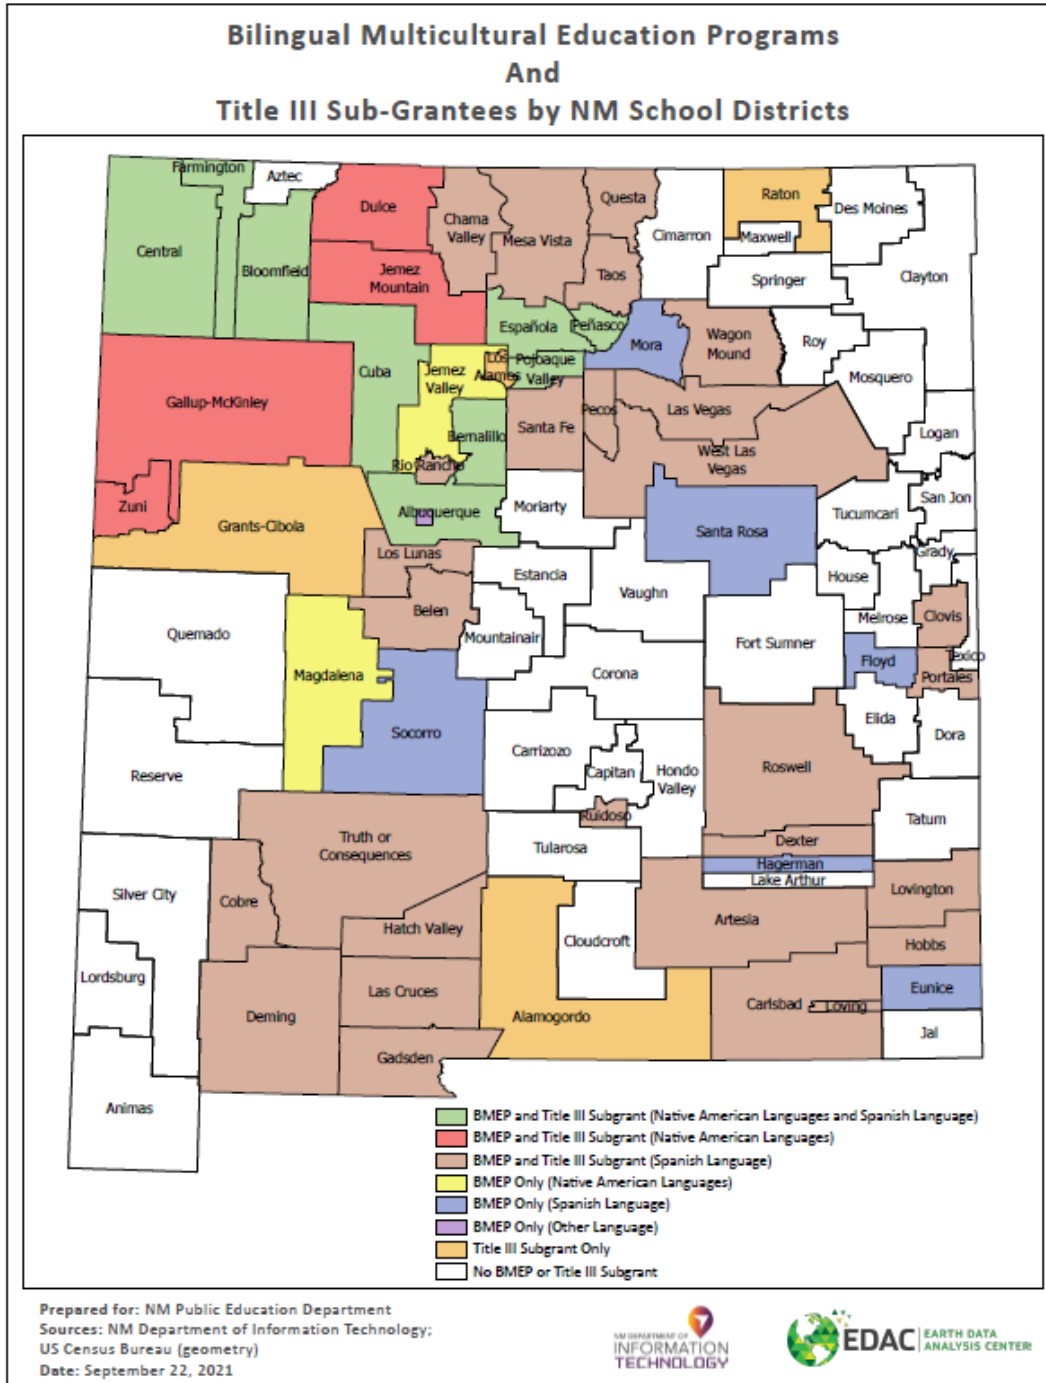 Bilingual Multicultural Education Programs
And
Title III Sub-Grantees by NM School Districts
Farmington
Aztec
Dulce
Chama
Valley
Mesa Vista
Questa
Cimarron
Raton
Maxwell
Des Moines
Central
Bloomfield
Jemez
Mountain
Taos
Springer
Clayton
Española
Peñasco
Mora
Wagon
Mound
Roy
Cuba
Jemez
Valley
Los
Alamos
Pojoaque
Valley
Mosquero
Gallup-McKinley
Bernalillo
Santa Fe
Pecos
Las Vegas
West Las
Vegas
Logan
Rio Rancho
Zuni
Grants-Cibola
Albuquerque
Moriarty
Santa Rosa
Tucumcari
San Jon
Los Lunas
Estancia
Vaughn
House
Grady
Quemado
Belen
Mountainair
Fort Sumner
Melrose
Clovis
Magdalena
Corona
Floyd
Texico
Portales
Socorro
Carrizozo
Capitan
Hondo
Valley
Roswell
Elida
Dora
Reserve
Ruidoso
Truth or
Consequences
Tularosa
Dexter
Hagerman
Lake Arthur
Tatum
Silver City
Cobre
Hatch Valley
Cloudcroft
Artesia
Lovington
Hobbs
Lordsburg
Deming
Las Cruces
Alamogordo
Carlsbad
Loving
Eunice
Jal
Gadsden
Animas
BMEP and Title III Subgrant (Native American Languages and Spanish Language)
BMEP and Title III Subgrant (Native American Languages)
BMEP and Title III Subgrant (Spanish Language)
BMEP Only (Native American Languages)
BMEP Only (Spanish Language)
BMEP Only (Other Language)
Title III Subgrant Only
No BMEP or Title III Subgrant
Prepared for: NM Public Education Department
Sources: NM Department of Information Technology;
US Census Bureau (geometry)
Date: September 22, 2021
NM DEPARTMENT OF
INFORMATION
TECHNOLOGY
EDAC EARTH DATA
ANALYSIS CENTER